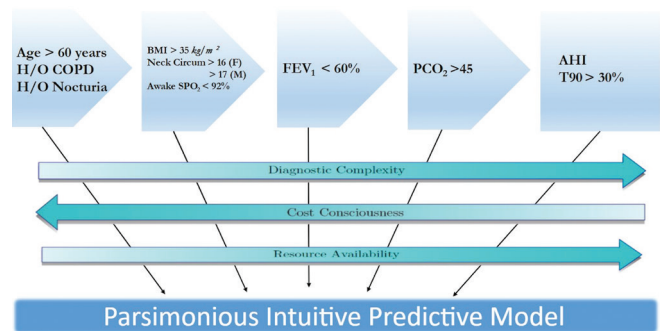 Age > 60 years
H/O COPD
H/O Nocturia
BMI > 35 kg/m²
Neck Circum > 16 (F)
> 17 (M)
Awake SPO₂ < 92%
FEV₁ < 60%
PCO₂ >45
AHI
T90 > 30%
Diagnostic Complexity
Cost Consciousness
Resource Availability
Parsimonious Intuitive Predictive Model